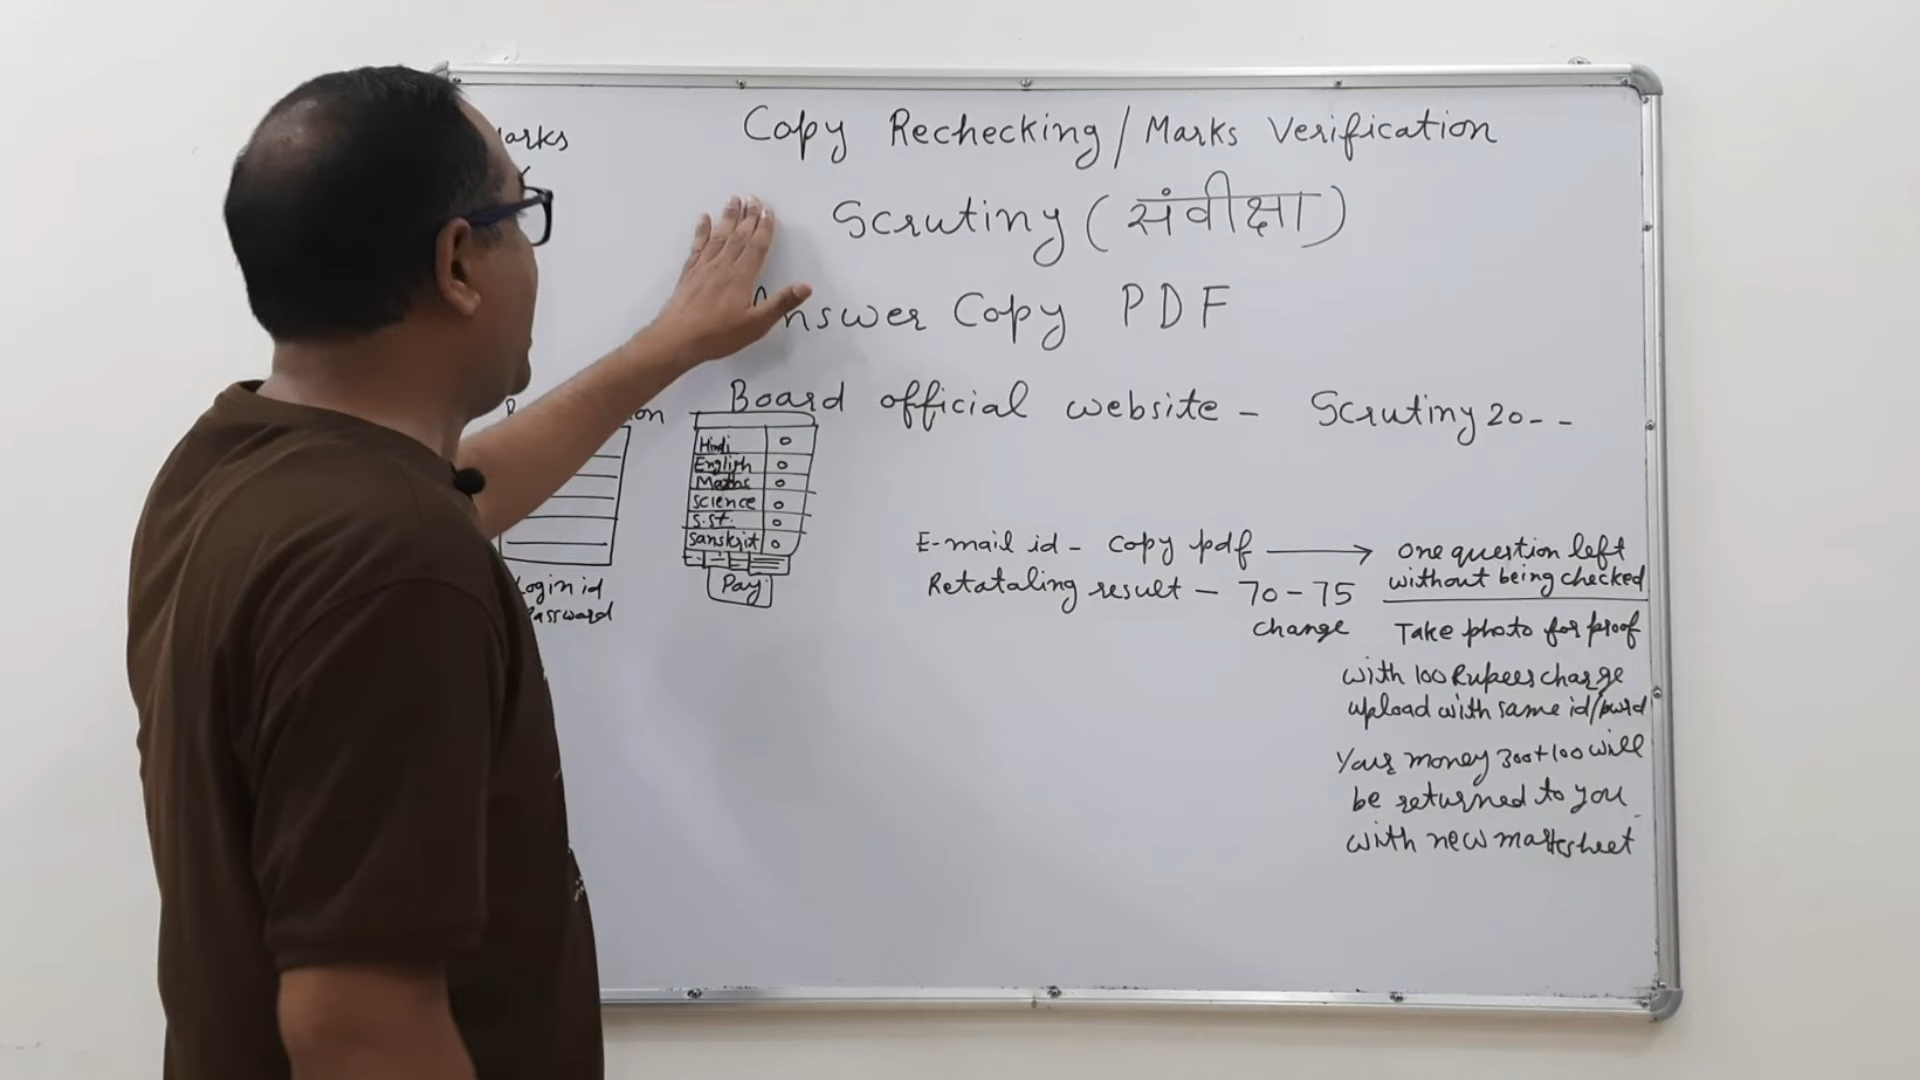 Copy Rechecking / Marks Verification
Scrutiny (संवीक्षा)
Answer Copy PDF
Board official website - Scrutiny 20--
Hindi
English
Maths
Science
S.St.
Sanskrit
Pay
Login id
Password
E-mail id - copy pdf → one question left
without being checked
Retataling result - 70-75
change
Take photo for proof
with 100 Rupees charge
upload with same id/pwrd
Your money 300+100 will
be returned to you
with new marksheet